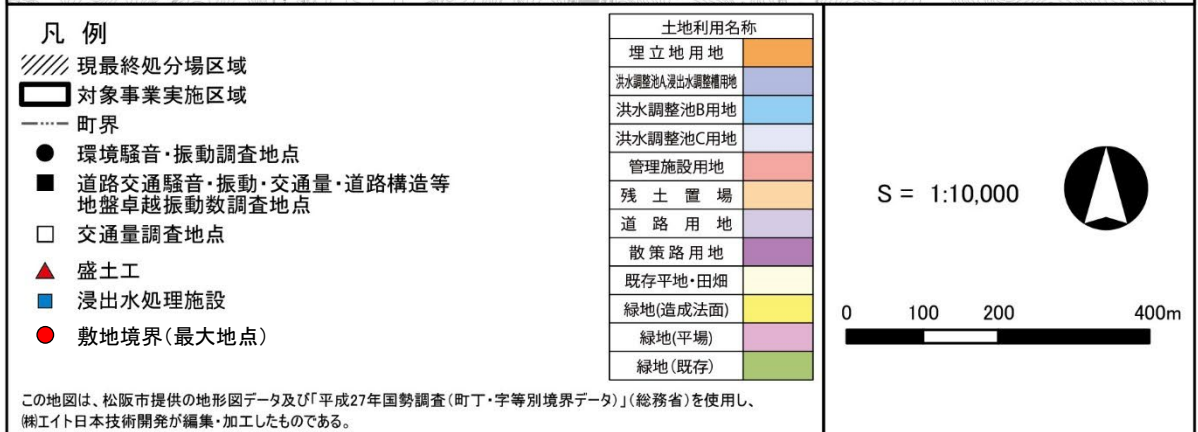 凡 例
現最終処分場区域
対象事業実施区域
町界
環境騒音・振動調査地点
道路交通騒音・振動・交通量・道路構造等
地盤卓越振動数調査地点
交通量調査地点
盛土工
浸出水処理施設
敷地境界(最大地点)
土地利用名称
埋立地用地
洪水調整池A,浸出水調整槽用地
洪水調整池B用地
洪水調整池C用地
管理施設用地
残土置場
道路用地
散策路用地
既存平地・田畑
緑地(造成法面)
緑地(平場)
緑地(既存)
S = 1:10,000
0 100 200 400m
この地図は、松阪市提供の地形図データ及び「平成27年国勢調査(町丁・字等別境界データ)」(総務省)を使用し、
㈱エイト日本技術開発が編集・加工したものである。